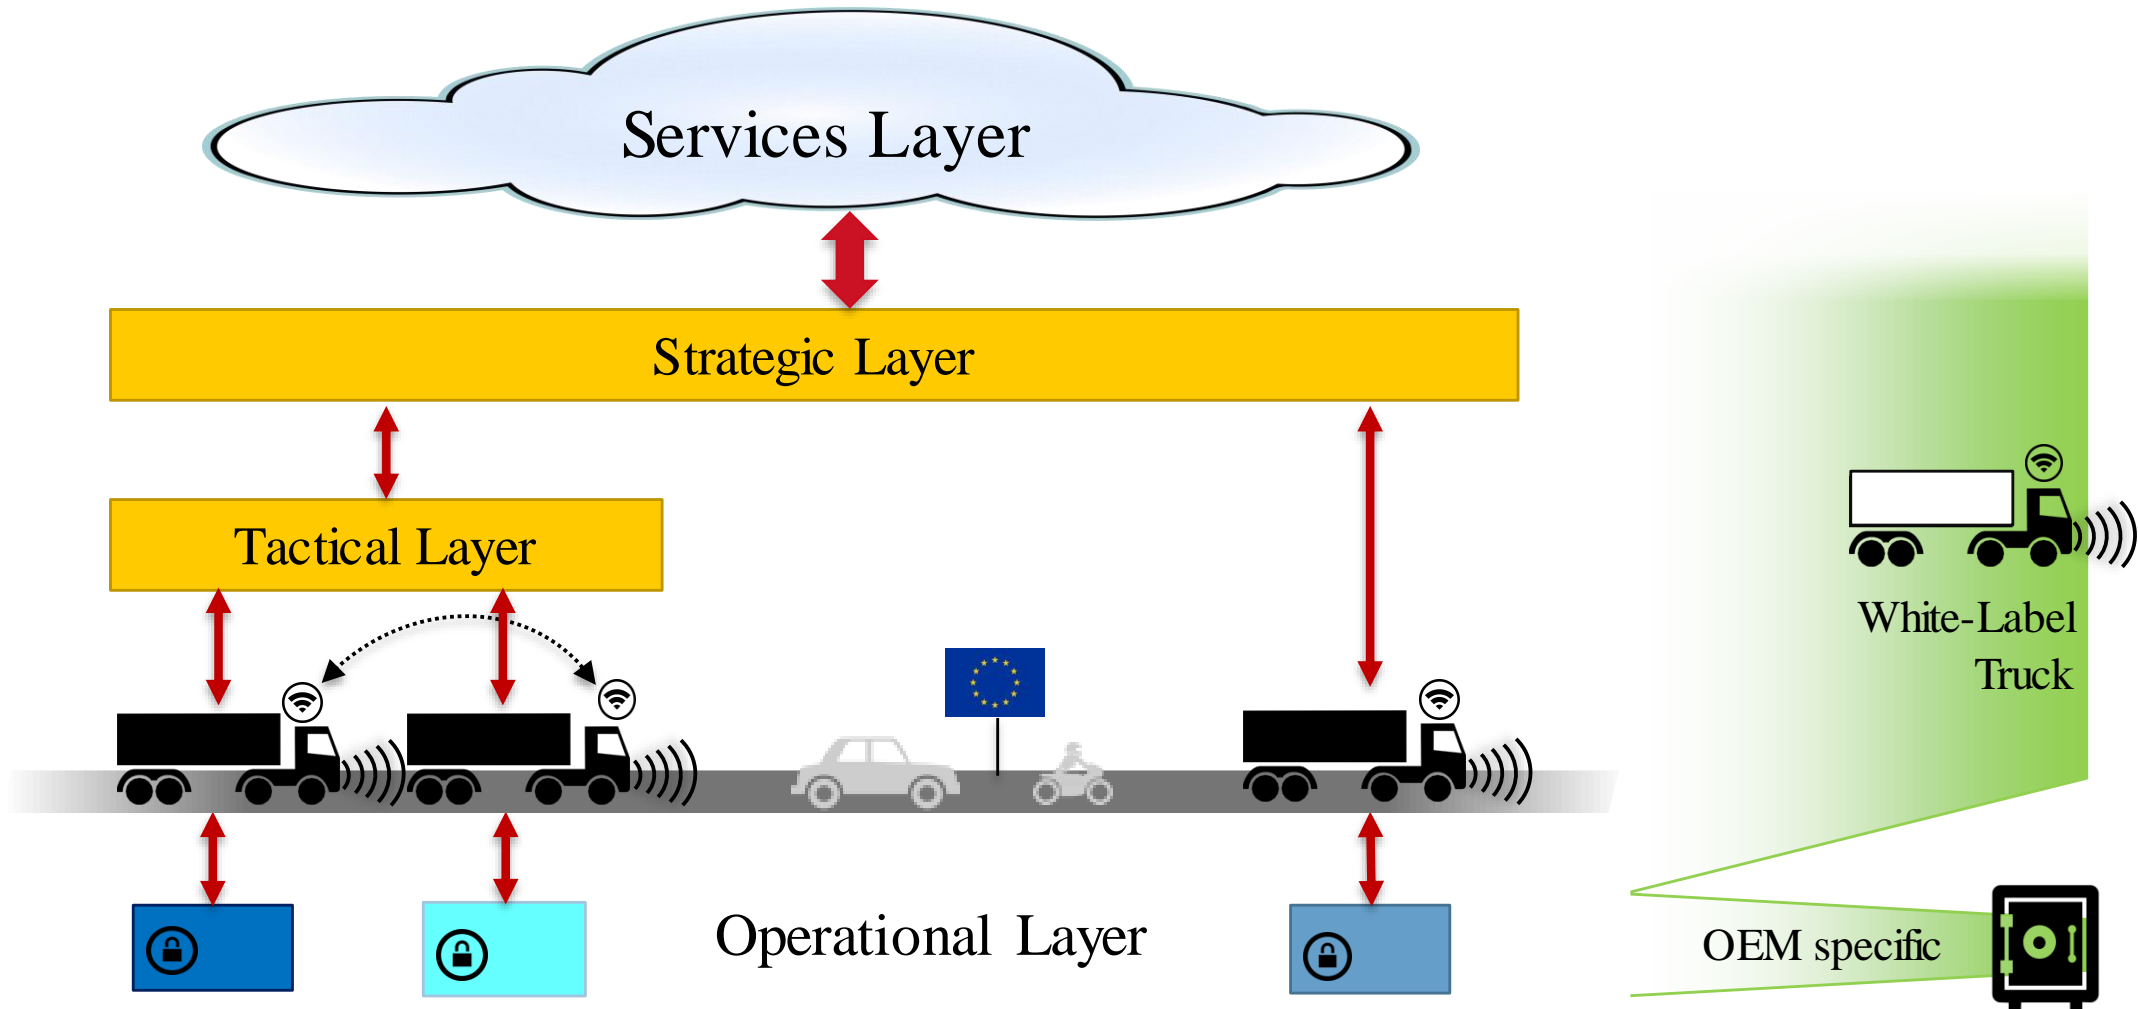 Services Layer
Strategic Layer
Tactical Layer
White-Label
Truck
Operational Layer
OEM specific